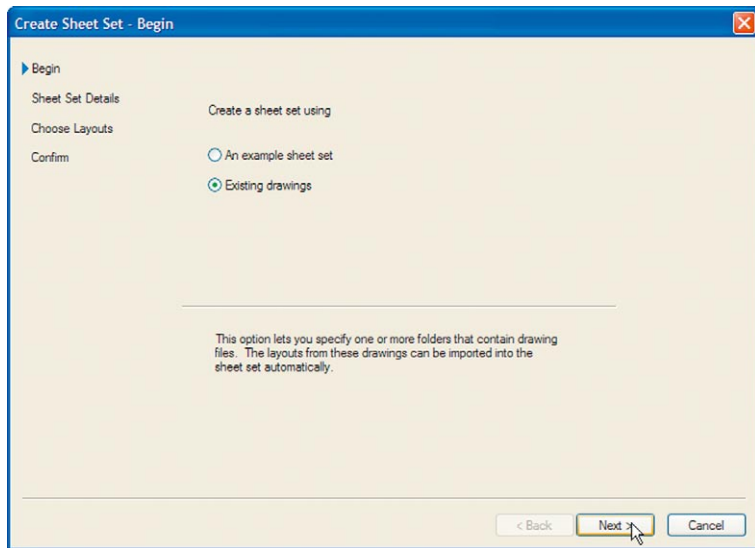 Create Sheet Set - Begin
Begin
Sheet Set Details
Choose Layouts
Confirm
Create a sheet set using
An example sheet set
Existing drawings
This option lets you specify one or more folders that contain drawing
files. The layouts from these drawings can be imported into the
sheet set automatically.
< Back
Next >
Cancel